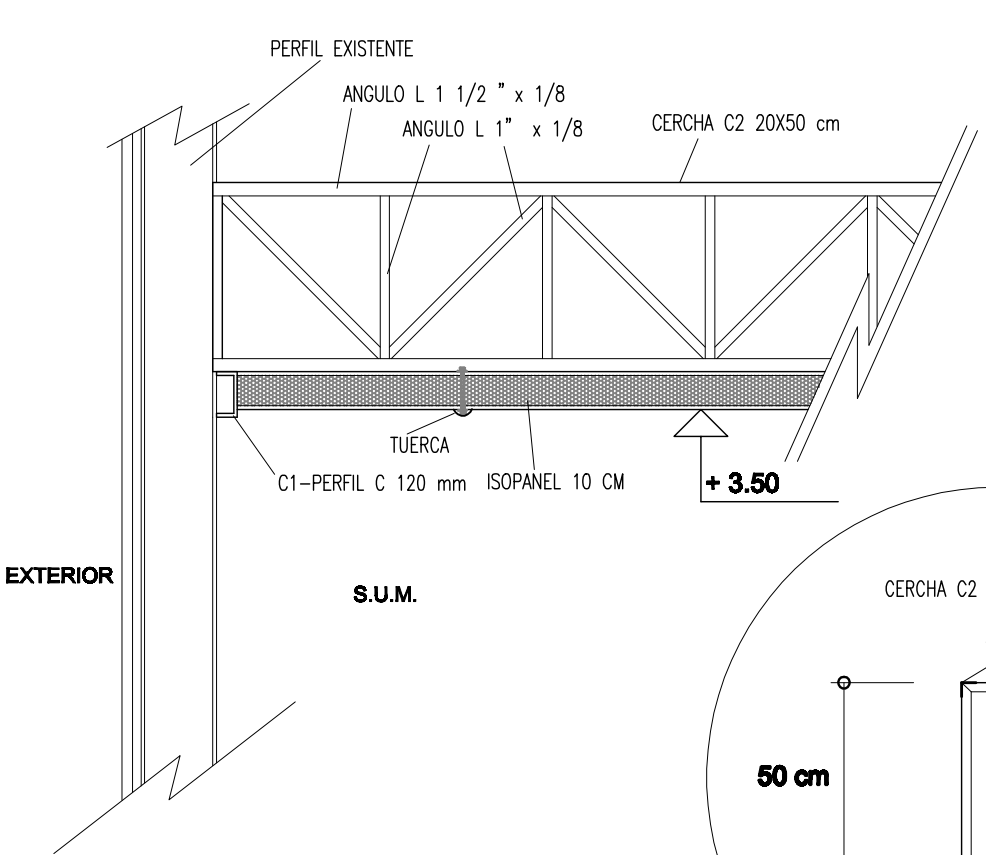 PERFIL EXISTENTE
ANGULO L 1 1/2 " x 1/8
ANGULO L 1" x 1/8
CERCHA C2 20X50 cm
TUERCA
C1-PERFIL C 120 mm
ISOPANEL 10 CM
+ 3.50
EXTERIOR
S.U.M.
CERCHA C2
50 cm